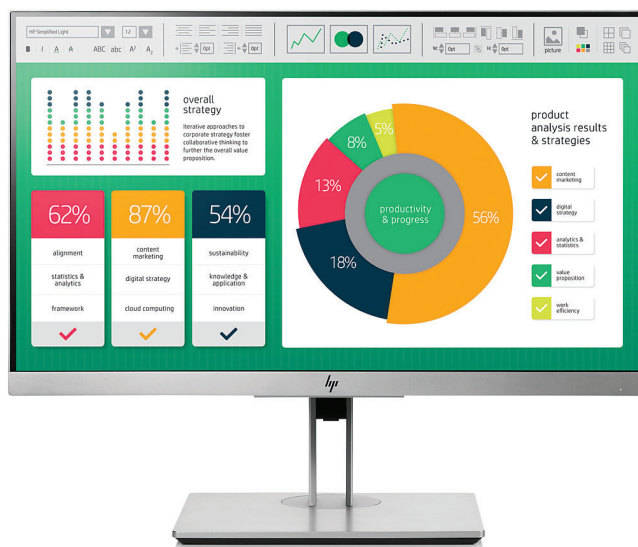 HP Simplified Light
12
B I A A ABC abc A² A₂
0pt
0pt
W: 0pt H: 0pt
picture
overall
strategy
Iterative approaches to
corporate strategy foster
collaborative thinking to
further the overall value
proposition.
62%
alignment
statistics &
analytics
framework
87%
content
marketing
digital strategy
cloud computing
54%
sustainability
knowledge &
application
innovation
5%
8%
13%
18%
56%
productivity
& progress
product
analysis results
& strategies
content
marketing
digital
strategy
analytics &
statistics
value
proposition
work
efficiency
hp